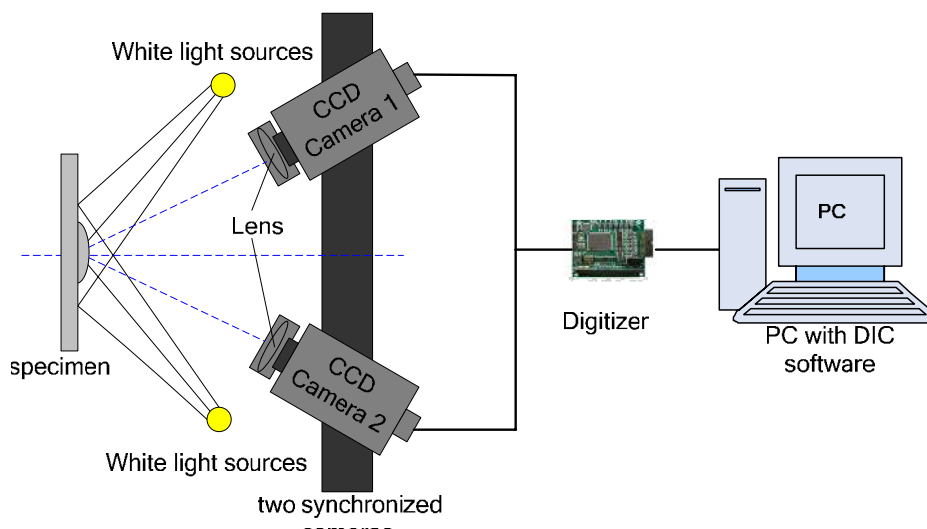 White light sources
CCD
Camera 1
Lens
PC
Digitizer
PC with DIC
software
specimen
CCD
Camera 2
White light sources
two synchronized